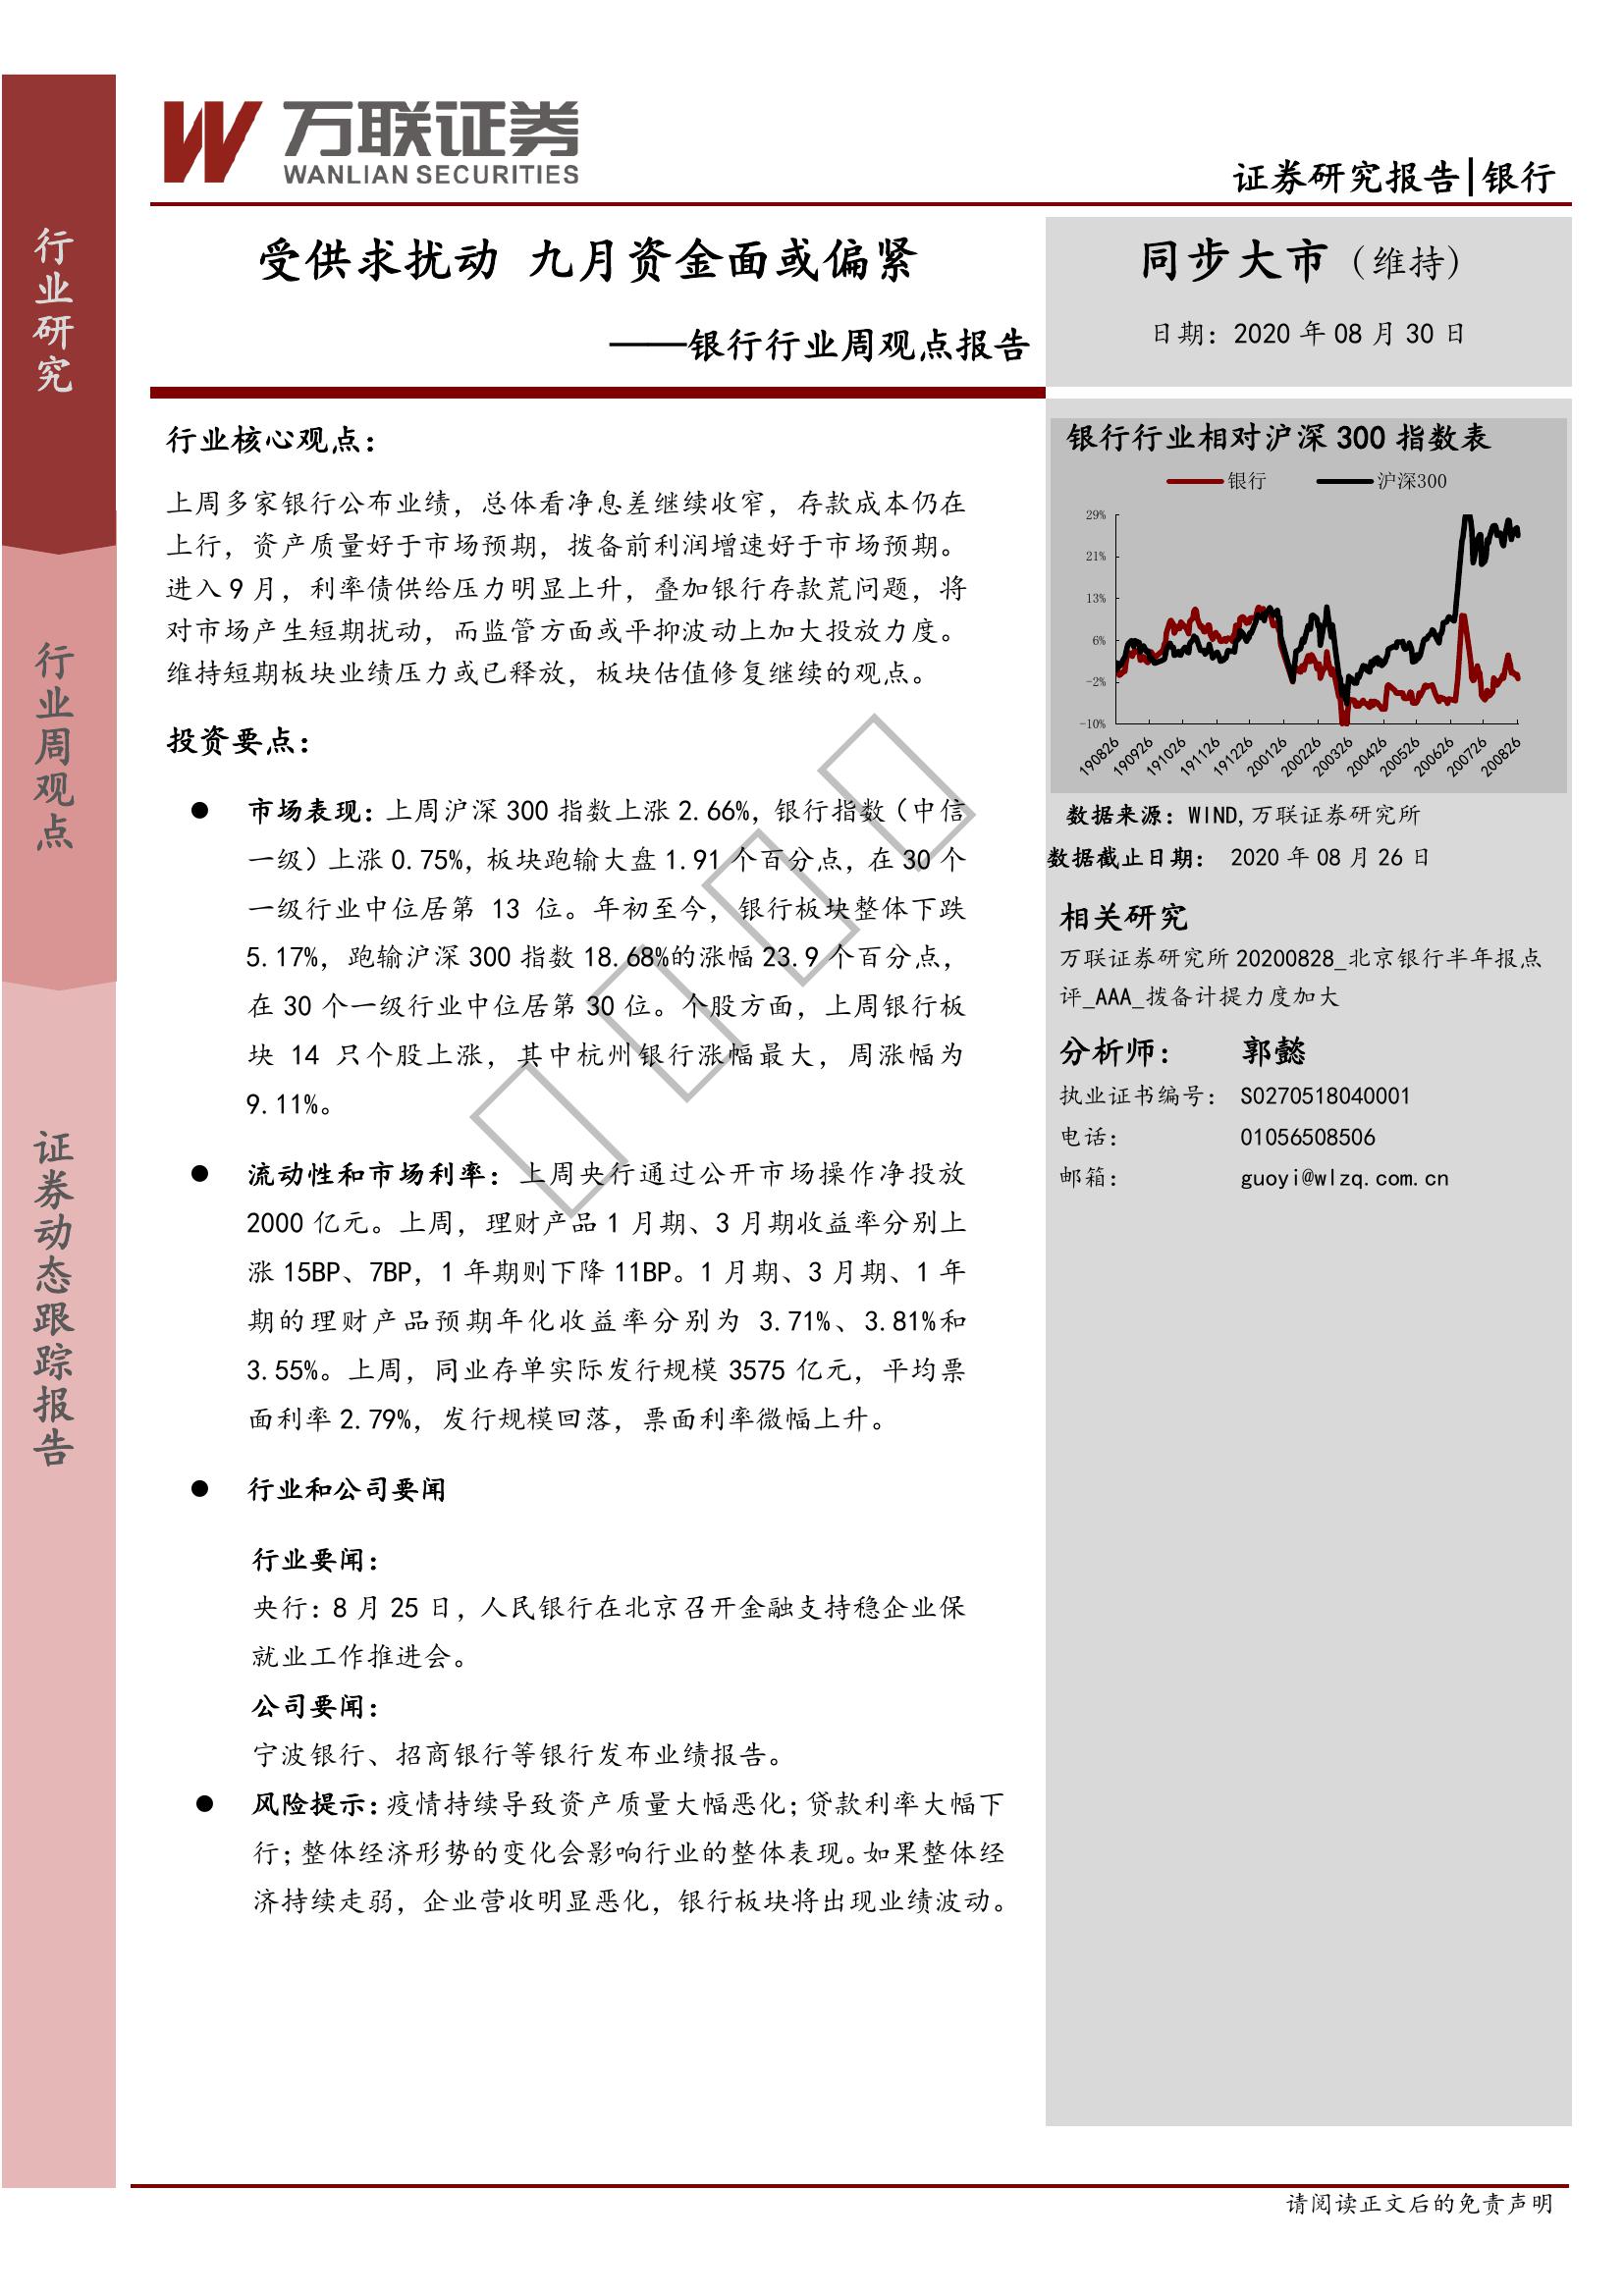 万联证券
WANLIAN SECURITIES
证券研究报告|银行
行业研究
行业周观点
证券动态跟踪报告
受供求扰动 九月资金面或偏紧
——银行行业周观点报告
同步大市（维持）
日期：2020 年 08 月 30 日
行业核心观点：
上周多家银行公布业绩，总体看净息差继续收窄，存款成本仍在
上行，资产质量好于市场预期，拨备前利润增速好于市场预期。
进入 9 月，利率债供给压力明显上升，叠加银行存款荒问题，将
对市场产生短期扰动，而监管方面或平抑波动上加大投放力度。
维持短期板块业绩压力或已释放，板块估值修复继续的观点。
投资要点：
● 市场表现：上周沪深 300 指数上涨 2.66%，银行指数（中信
一级）上涨 0.75%，板块跑输大盘 1.91 个百分点，在 30 个
一级行业中位居第 13 位。年初至今，银行板块整体下跌
5.17%，跑输沪深 300 指数 18.68%的涨幅 23.9 个百分点，
在 30 个一级行业中位居第 30 位。个股方面，上周银行板
块 14 只个股上涨，其中杭州银行涨幅最大，周涨幅为
9.11%。
● 流动性和市场利率：上周央行通过公开市场操作净投放
2000 亿元。上周，理财产品 1 月期、3 月期收益率分别上
涨 15BP、7BP，1 年期则下降 11BP。1 月期、3 月期、1 年
期的理财产品预期年化收益率分别为 3.71%、3.81%和
3.55%。上周，同业存单实际发行规模 3575 亿元，平均票
面利率 2.79%，发行规模回落，票面利率微幅上升。
● 行业和公司要闻
行业要闻：
央行：8 月 25 日，人民银行在北京召开金融支持稳企业保
就业工作推进会。
公司要闻：
宁波银行、招商银行等银行发布业绩报告。
● 风险提示：疫情持续导致资产质量大幅恶化；贷款利率大幅下
行；整体经济形势的变化会影响行业的整体表现。如果整体经
济持续走弱，企业营收明显恶化，银行板块将出现业绩波动。
银行行业相对沪深 300 指数表
银行 沪深300
29%
21%
13%
6%
-2%
-10%
190826 190926 191026 191126 191226 200126 200226 200326 200426 200526 200626 200726 200826
数据来源：WIND,万联证券研究所
数据截止日期： 2020 年 08 月 26 日
相关研究
万联证券研究所 20200828_北京银行半年报点
评_AAA_拨备计提力度加大
分析师： 郭懿
执业证书编号： S0270518040001
电话： 01056508506
邮箱： guoyi@wlzq.com.cn
请阅读正文后的免责声明